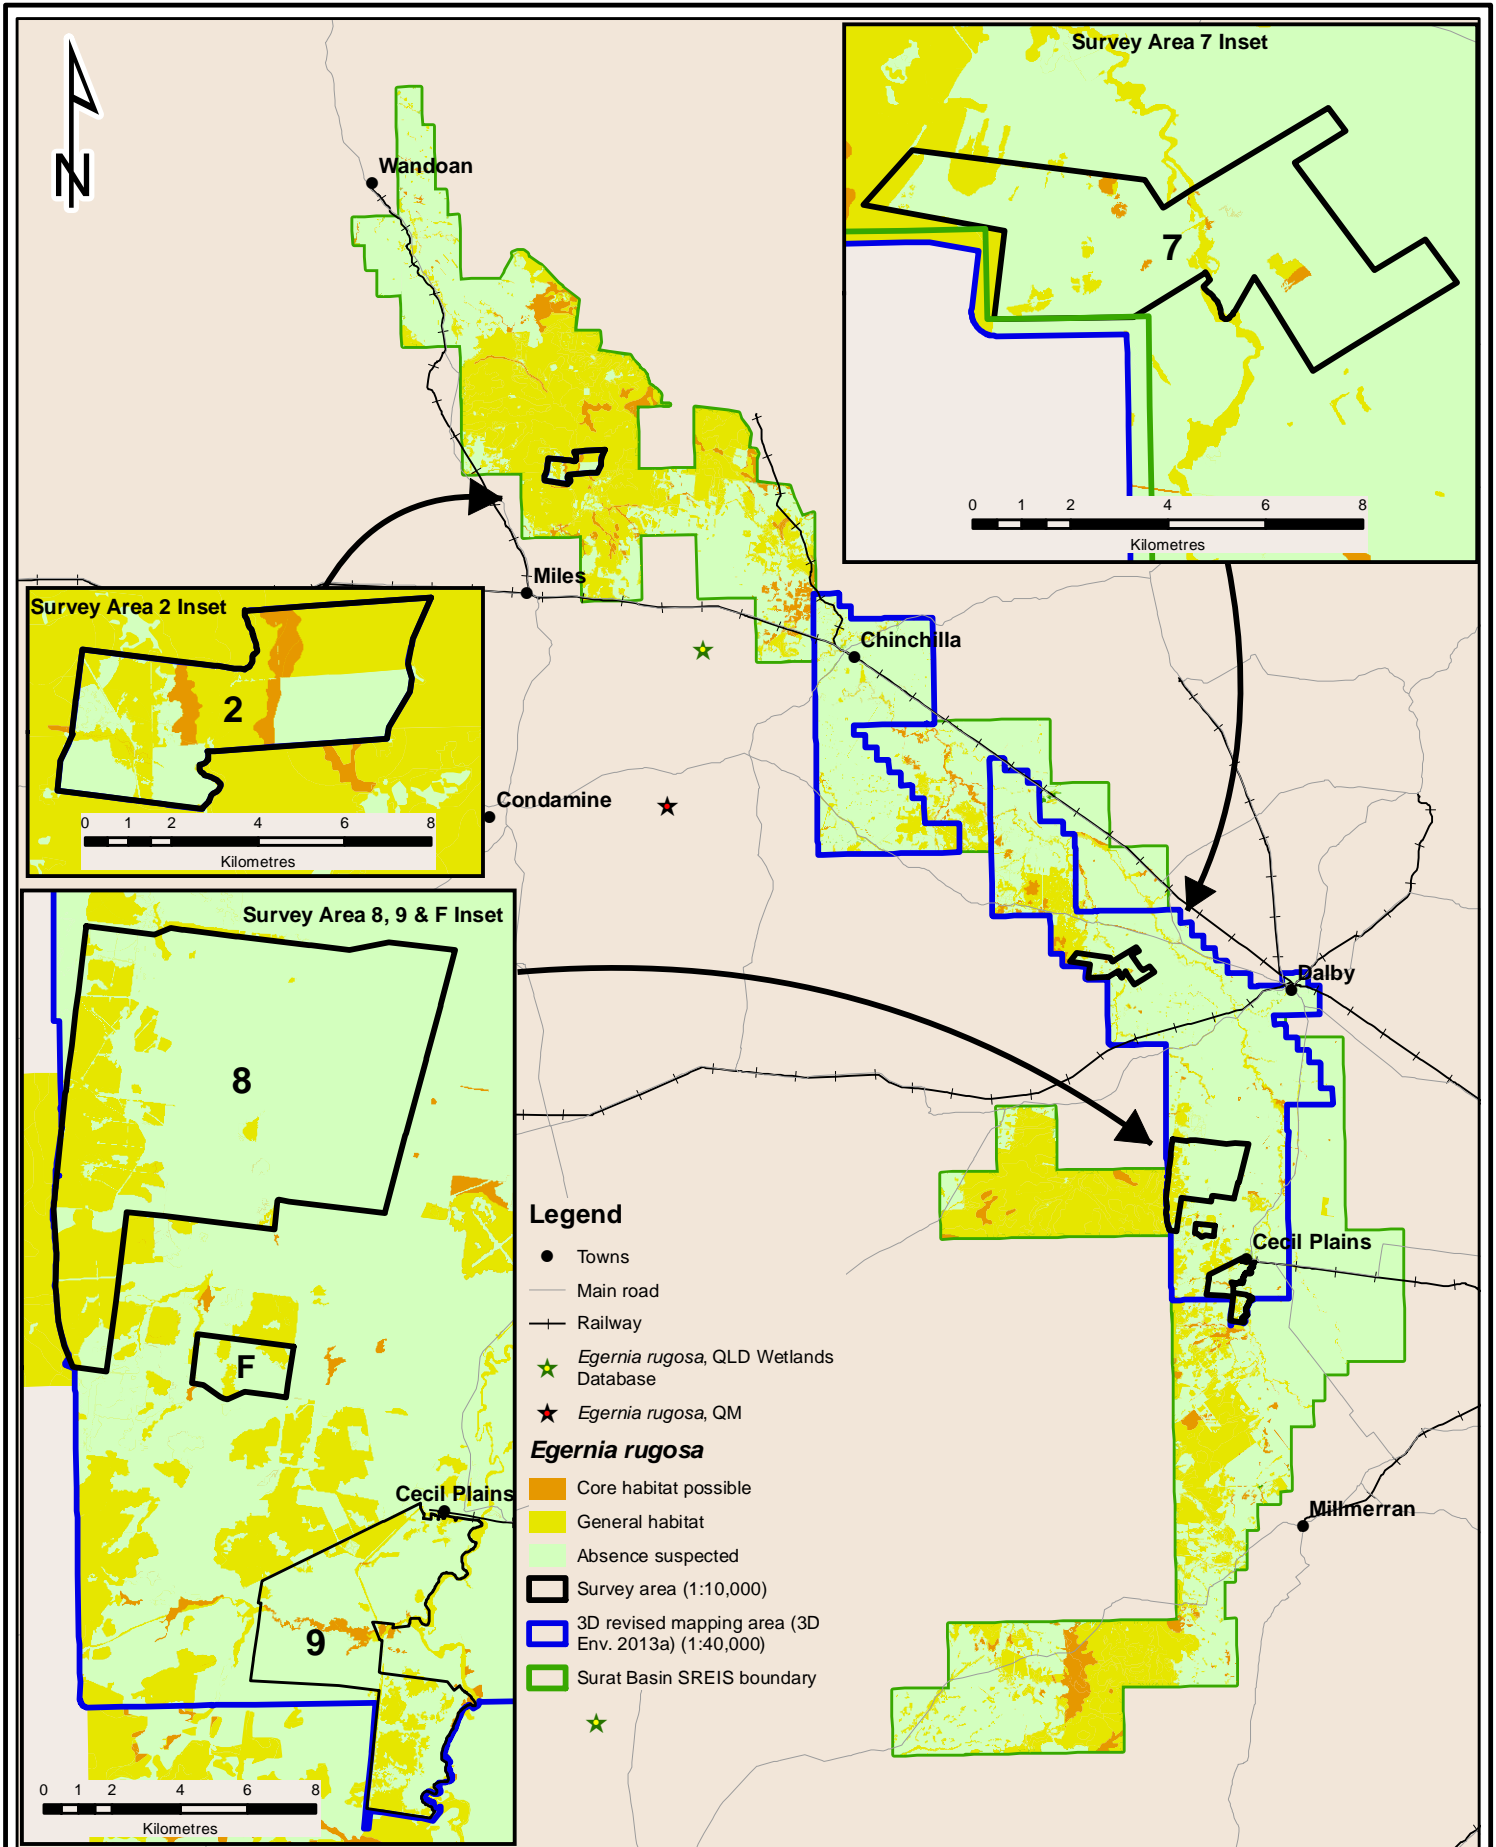 Survey Area 7 Inset
N
Wandoan
7
0 1 2 4 6 8
Kilometres
Miles
Survey Area 2 Inset
2
0 1 2 4 6 8
Kilometres
Chinchilla
Condamine
Survey Area 8, 9 & F Inset
8
F
Cecil Plains
9
0 1 2 4 6 8
Kilometres
Dalby
Cecil Plains
Millmerran
Legend
Towns
Main road
Railway
Egernia rugosa, QLD Wetlands
Database
Egernia rugosa, QM
Egernia rugosa
Core habitat possible
General habitat
Absence suspected
Survey area (1:10,000)
3D revised mapping area (3D
Env. 2013a) (1:40,000)
Surat Basin SREIS boundary